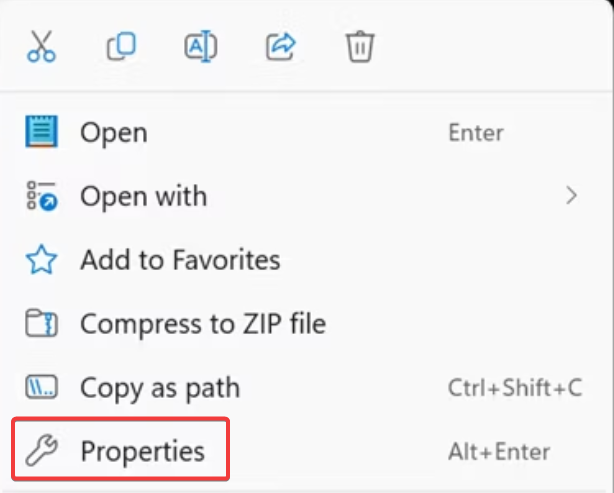 Open Enter
Open with
Add to Favorites
Compress to ZIP file
Copy as path Ctrl+Shift+C
Properties Alt+Enter